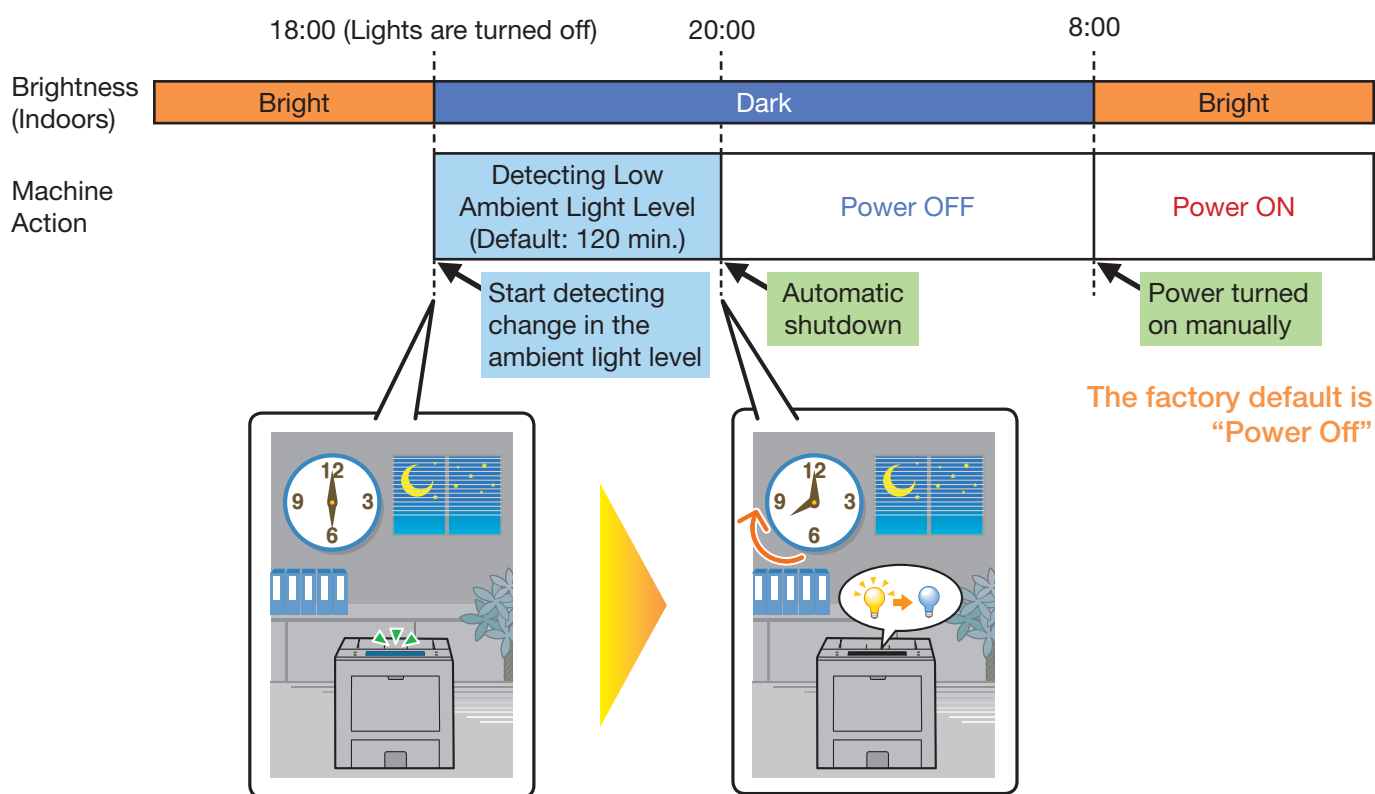 18:00 (Lights are turned off)
20:00
8:00
Brightness
(Indoors)
Bright
Dark
Bright
Machine
Action
Detecting Low
Ambient Light Level
(Default: 120 min.)
Power OFF
Power ON
Start detecting
change in the
ambient light level
Automatic
shutdown
Power turned
on manually
The factory default is
“Power Off”
12
9 3
6
12
9 3
6